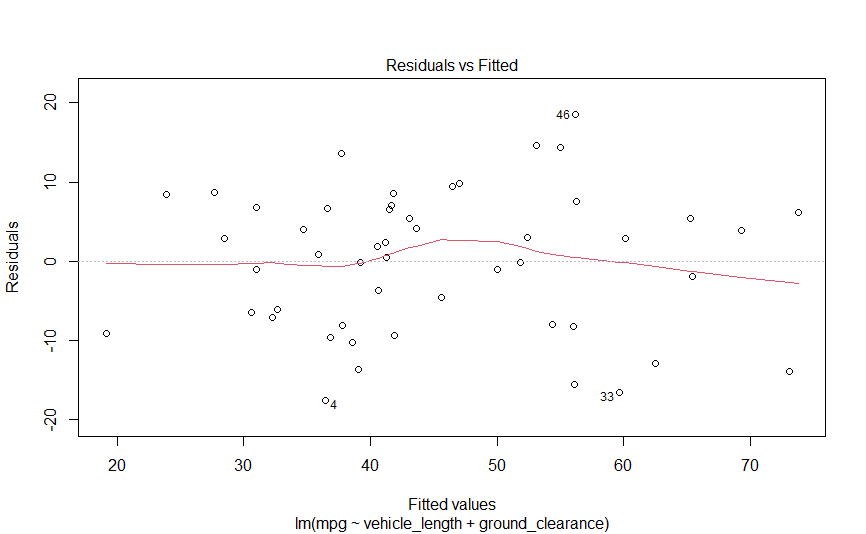 Residuals vs Fitted
20
10
0
-10
-20
Residuals
46
33
4
20 30 40 50 60 70
Fitted values
lm(mpg ~ vehicle_length + ground_clearance)